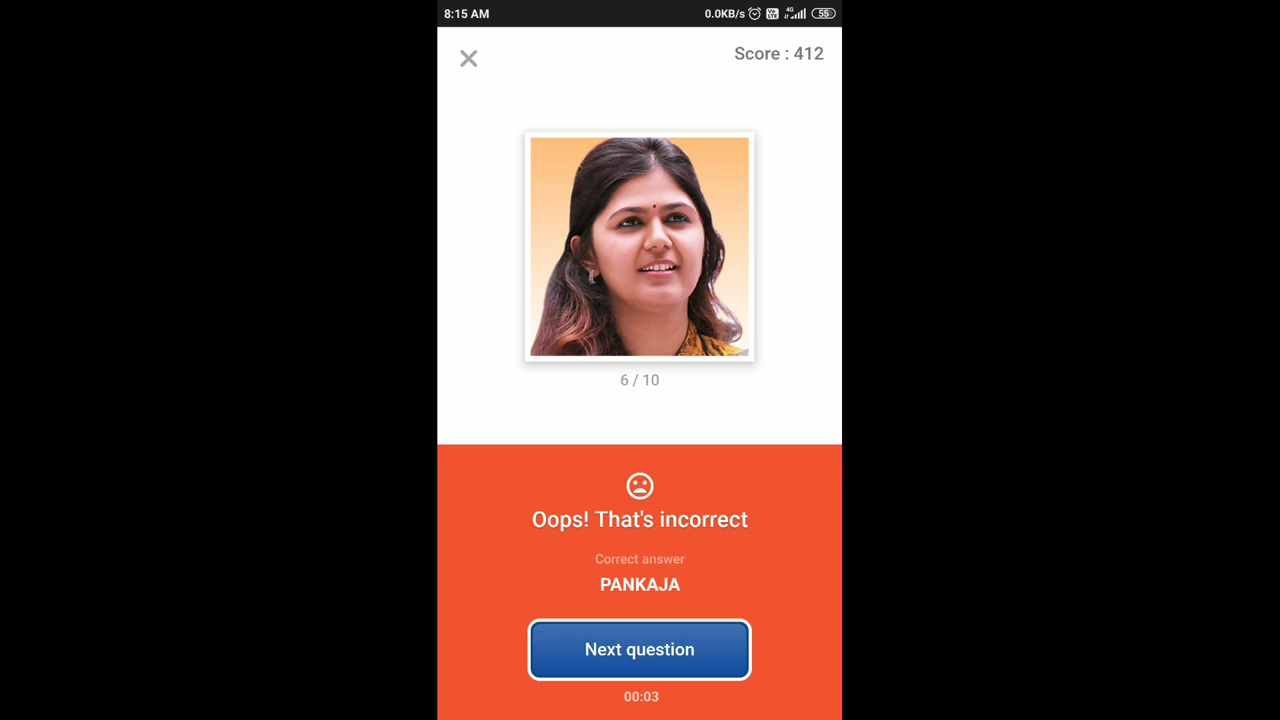 8:15 AM
0.0KB/s
4G
55
Score : 412
6 / 10
Oops! That's incorrect
Correct answer
PANKAJA
Next question
00:03